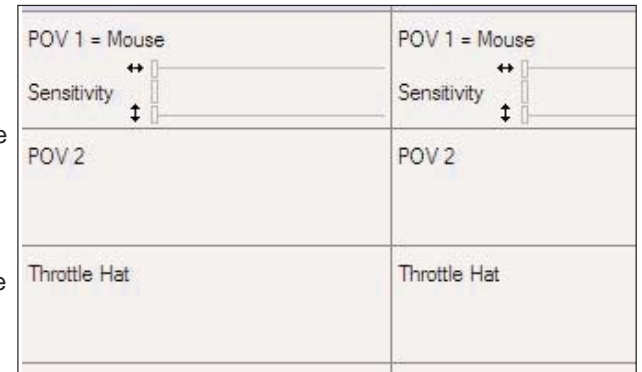 POV 1 = Mouse
Sensitivity
POV 2
Throttle Hat
POV 1 = Mouse
Sensitivity
POV 2
Throttle Hat
e
e